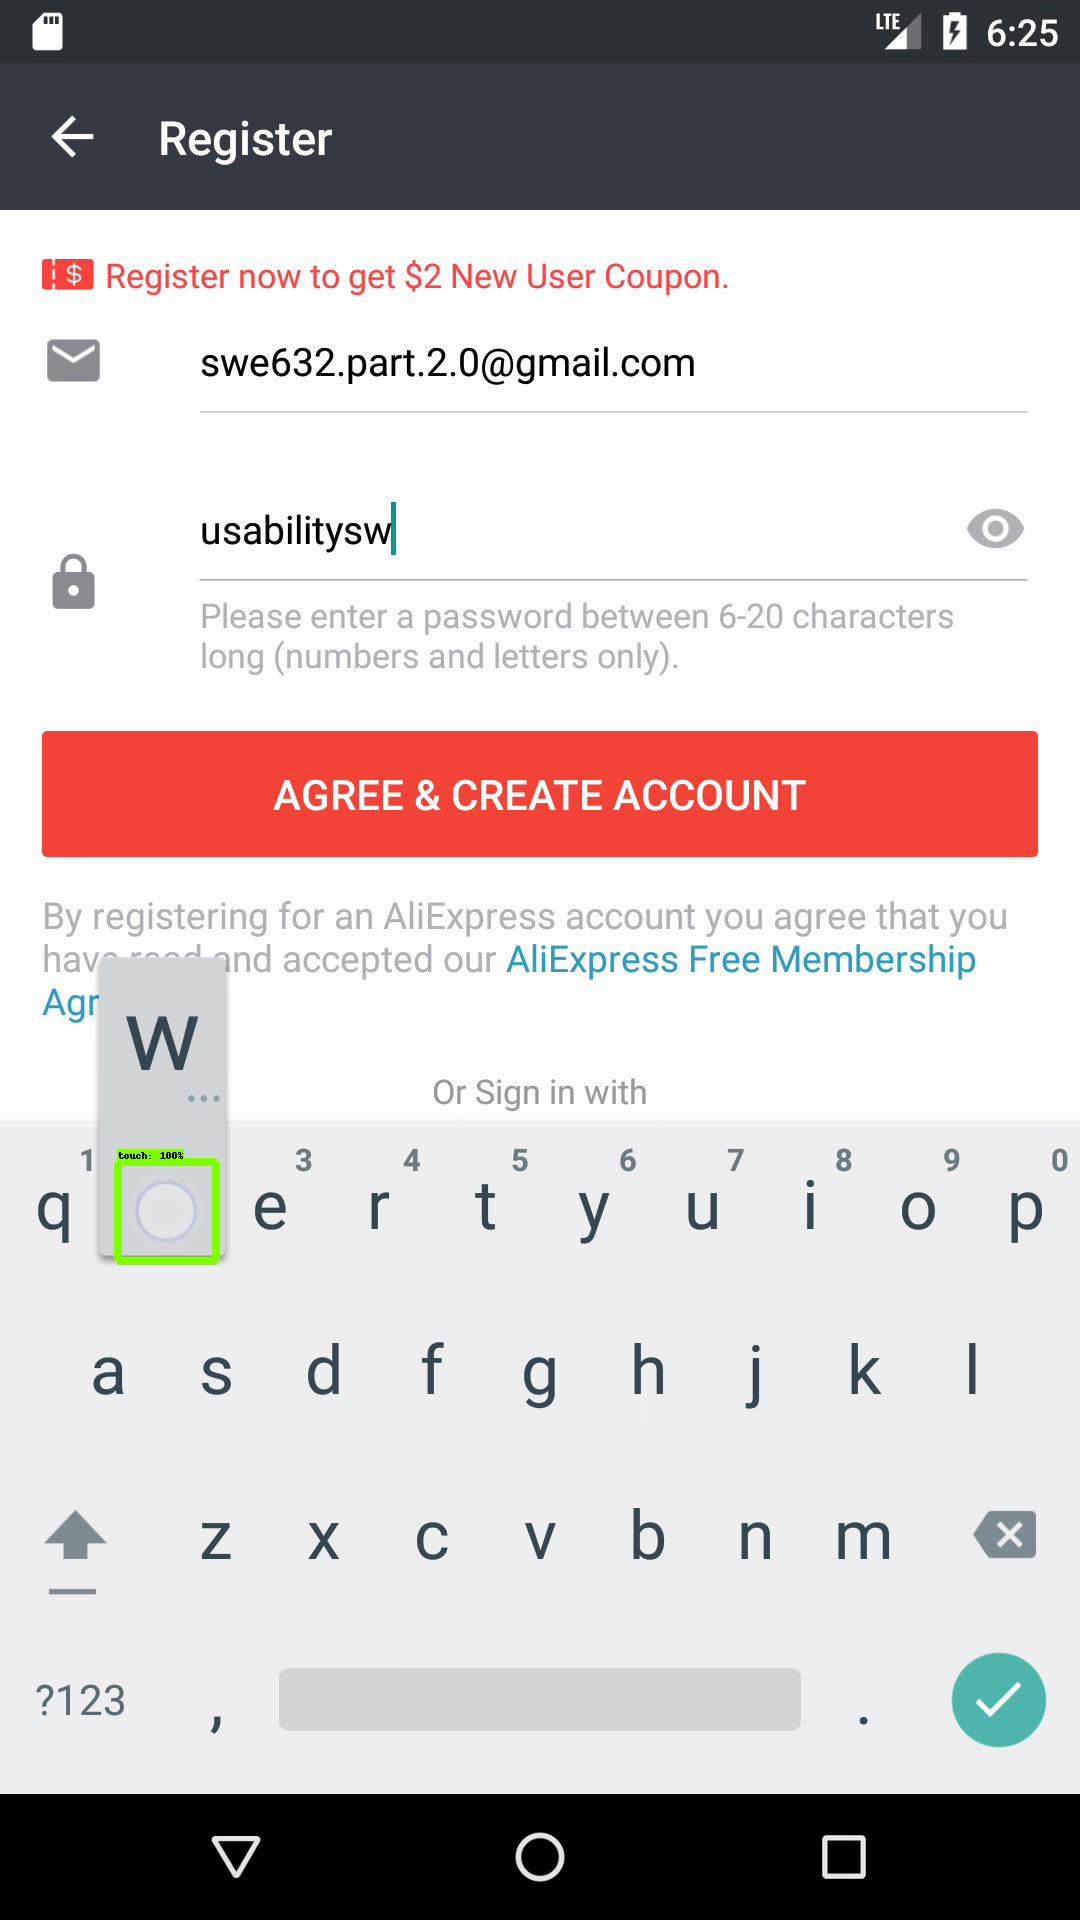 LTE 6:25
Register
$ Register now to get $2 New User Coupon.
swe632.part.2.0@gmail.com
usabilitysw
Please enter a password between 6-20 characters
long (numbers and letters only).
AGREE & CREATE ACCOUNT
By registering for an AliExpress account you agree that you
have read and accepted our AliExpress Free Membership
Agr
w
Or Sign in with
touch: 100%
1 3 4 5 6 7 8 9 0
q e r t y u i o p
a s d f g h j k l
z x c v b n m
?123 , .